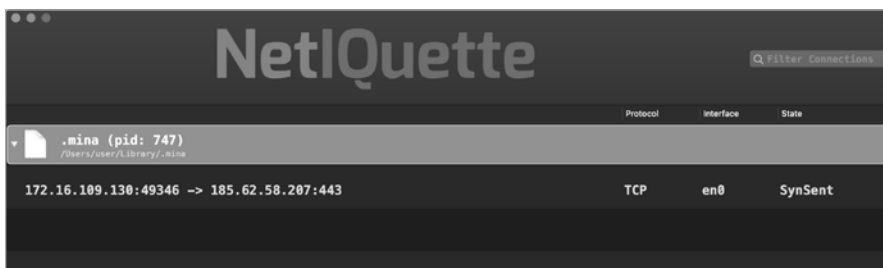 NetIQuette
Filter Connections
Protocol Interface State
.mina (pid: 747)
/Users/user/Library/.mina
172.16.109.130:49346 -> 185.62.58.207:443 TCP en0 SynSent